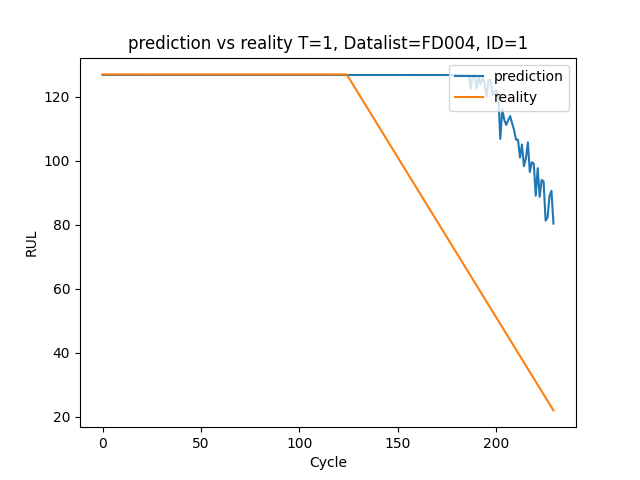 prediction vs reality T=1, Datalist=FD004, ID=1
prediction
reality
RUL
120
100
80
60
40
20
0 50 100 150 200
Cycle